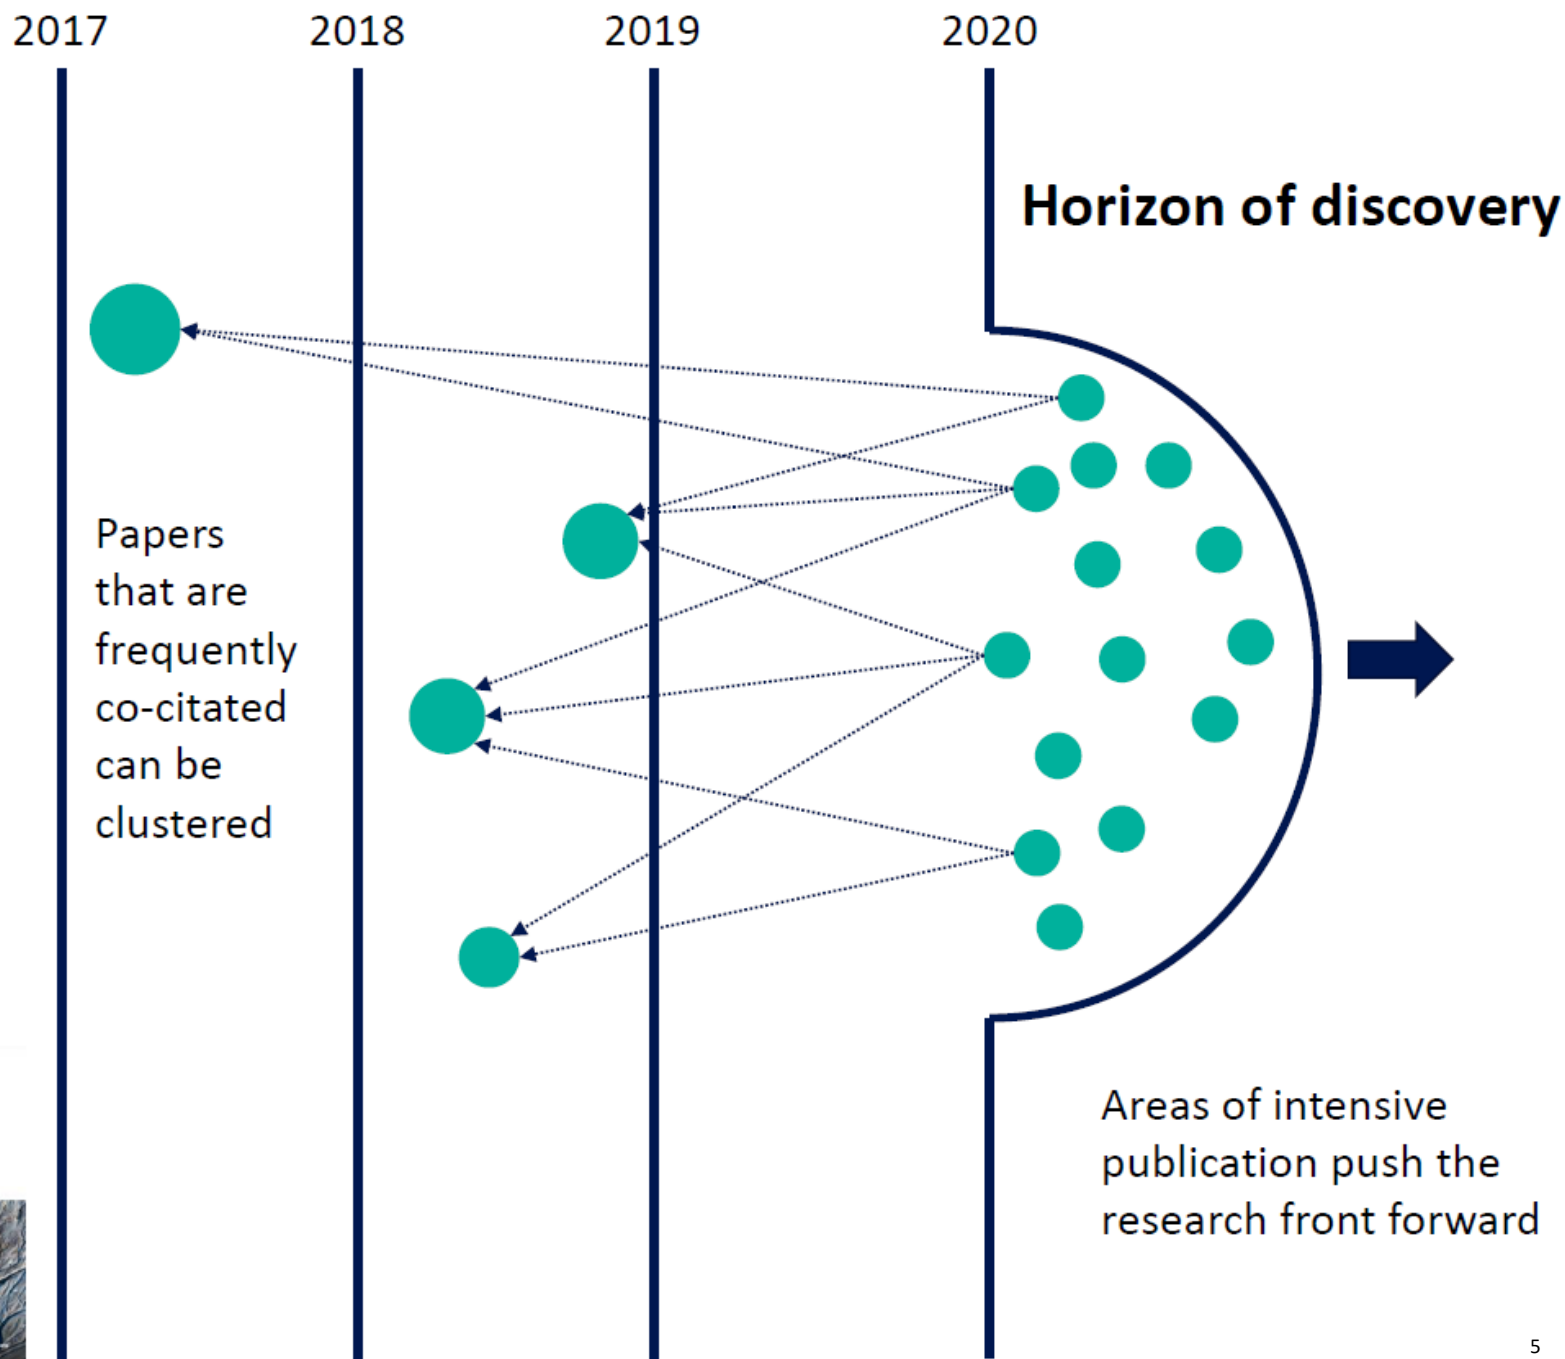 2017
2018
2019
2020
Horizon of discovery
Papers
that are
frequently
co-citated
can be
clustered
Areas of intensive
publication push the
research front forward
5